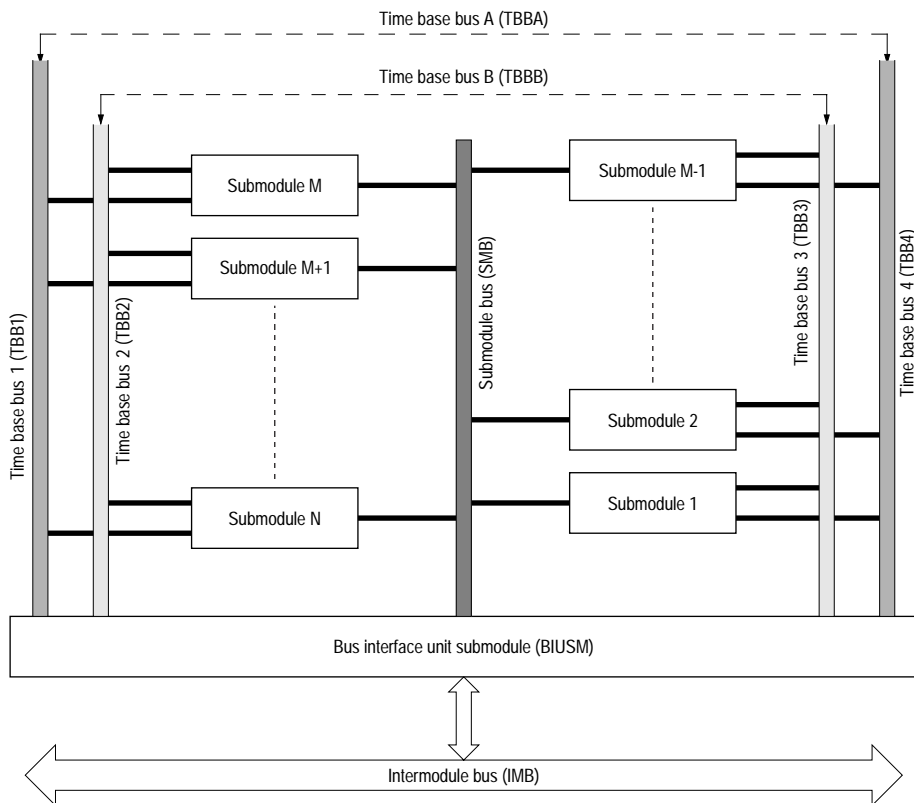 Time base bus A (TBBA)
Time base bus B (TBBB)
Submodule M
Submodule M-1
Submodule M+1
Submodule 2
Submodule N
Submodule 1
Time base bus 1 (TBB1)
Time base bus 2 (TBB2)
Submodule bus (SMB)
Time base bus 3 (TBB3)
Time base bus 4 (TBB4)
Bus interface unit submodule (BIUSM)
Intermodule bus (IMB)